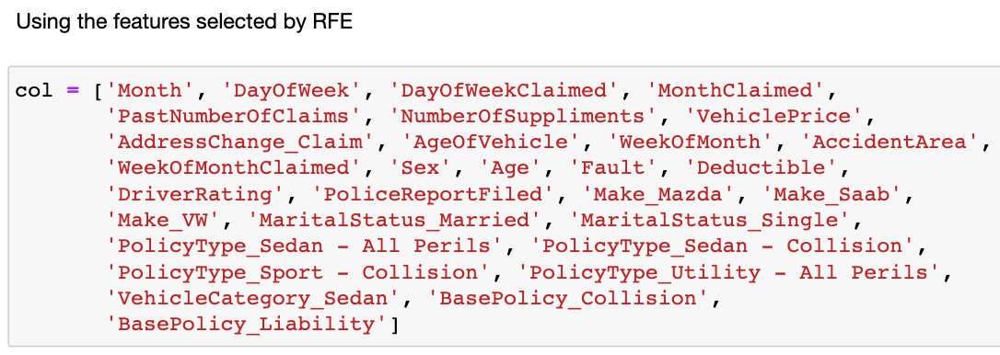 Using the features selected by RFE
col = ['Month', 'DayOfWeek', 'DayOfWeekClaimed', 'MonthClaimed',
'PastNumberOfClaims', 'NumberOfSuppliments', 'VehiclePrice',
'AddressChange_Claim', 'AgeOfVehicle', 'WeekOfMonth', 'AccidentArea',
'WeekOfMonthClaimed', 'Sex', 'Age', 'Fault', 'Deductible',
'DriverRating', 'PoliceReportFiled', 'Make_Mazda', 'Make_Saab',
'Make_VW', 'MaritalStatus_Married', 'MaritalStatus_Single',
'PolicyType_Sedan - All Perils', 'PolicyType_Sedan - Collision',
'PolicyType_Sport - Collision', 'PolicyType_Utility - All Perils',
'VehicleCategory_Sedan', 'BasePolicy_Collision',
'BasePolicy_Liability']